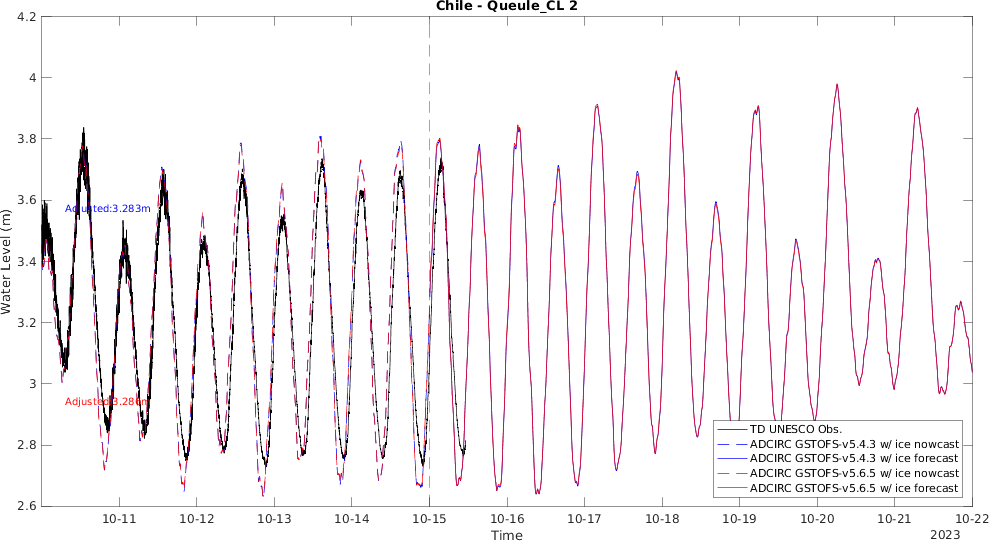 Chile - Queule_CL 2
4.2
4
3.8
3.6
3.4
3.2
3
2.8
2.6
Water Level (m)
Adjusted:3.283m
Adjusted:3.286m
TD UNESCO Obs.
ADCIRC GSTOFS-v5.4.3 w/ ice nowcast
ADCIRC GSTOFS-v5.4.3 w/ ice forecast
ADCIRC GSTOFS-v5.6.5 w/ ice nowcast
ADCIRC GSTOFS-v5.6.5 w/ ice forecast
10-11 10-12 10-13 10-14 10-15 10-16 10-17 10-18 10-19 10-20 10-21 10-22
Time
2023